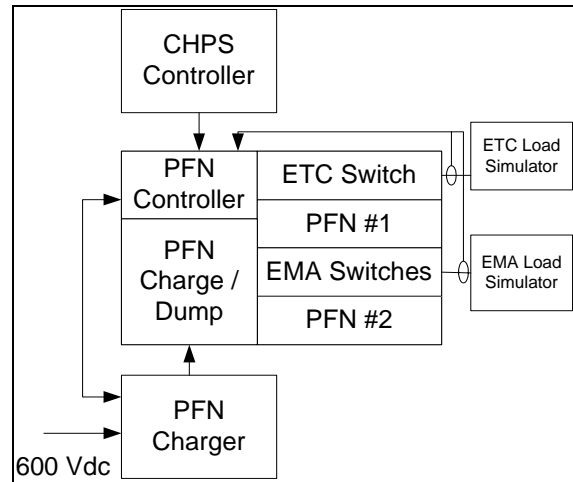 CHPS
Controller
PFN
Controller
ETC Switch
ETC Load
Simulator
PFN #1
PFN
Charge /
Dump
EMA Switches
EMA Load
Simulator
PFN #2
PFN
Charger
600 Vdc